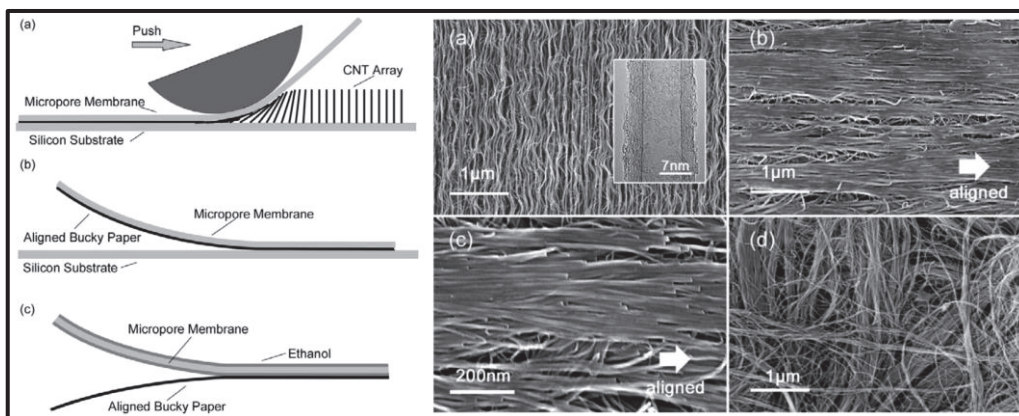 (a)
Push
CNT Array
Micropore Membrane
Silicon Substrate
(b)
Micropore Membrane
Aligned Bucky Paper
Silicon Substrate
(c)
Micropore Membrane
Ethanol
Aligned Bucky Paper
(a)
1μm
7nm
(b)
1μm
aligned
(c)
200nm
aligned
(d)
1μm